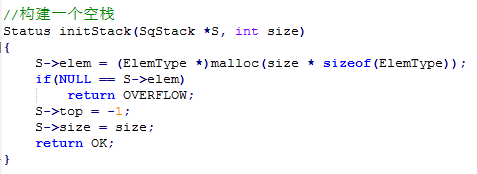 //构建一个空栈
Status initStack(SqStack *S, int size)
{
    S->elem = (ElemType *)malloc(size * sizeof(ElemType));
    if(NULL == S->elem)
        return OVERFLOW;
    S->top = -1;
    S->size = size;
    return OK;
}